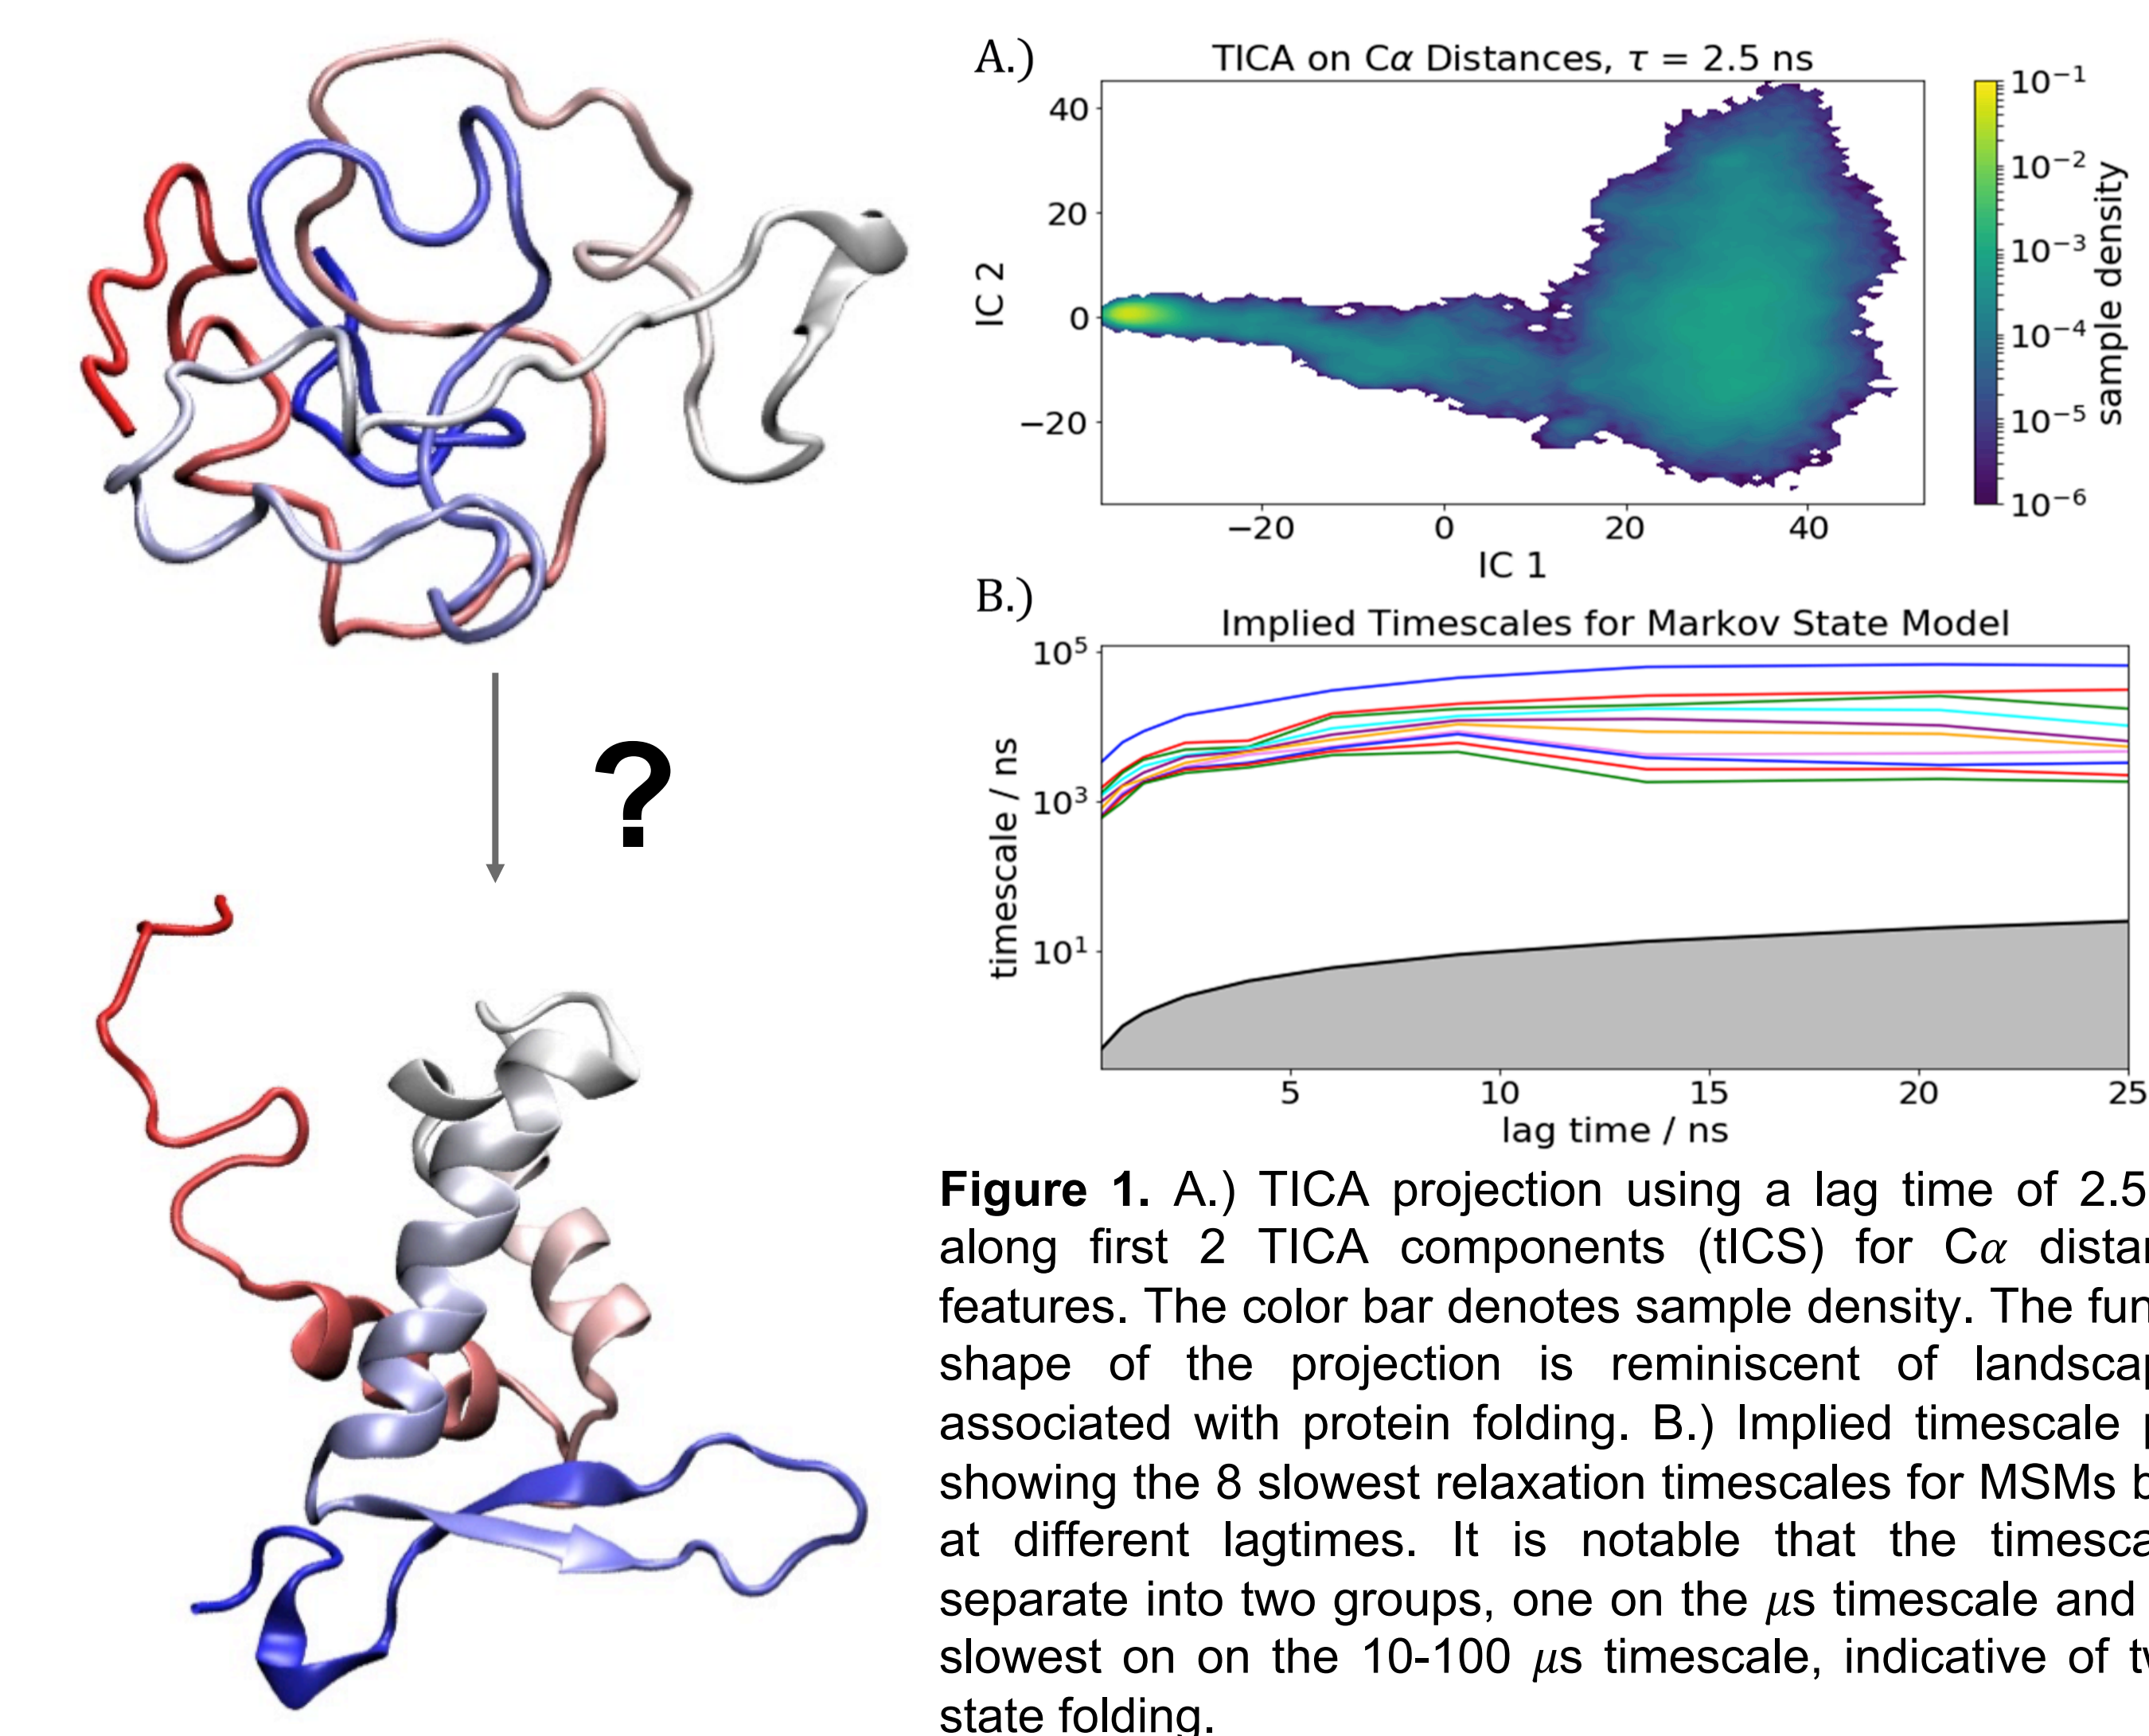 ?
A.)
TICA on Cα Distances, τ = 2.5 ns
IC 2
40
20
0
−20
−20
0
20
40
IC 1
10⁻¹
10⁻²
10⁻³
10⁻⁴
10⁻⁵
10⁻⁶
sample density
B.)
Implied Timescales for Markov State Model
timescale / ns
10⁵
10³
10¹
5
10
15
20
25
lag time / ns
Figure 1. A.) TICA projection using a lag time of 2.5
along first 2 TICA components (tICS) for Cα
features. The color bar denotes sample density. The
shape of the projection is reminiscent of
associated with protein folding. B.) Implied timescale
showing the 8 slowest relaxation timescales for MSMs
at different lagtimes. It is notable that the
separate into two groups, one on the μs timescale and
slowest on on the 10-100 μs timescale, indicative of
state folding.